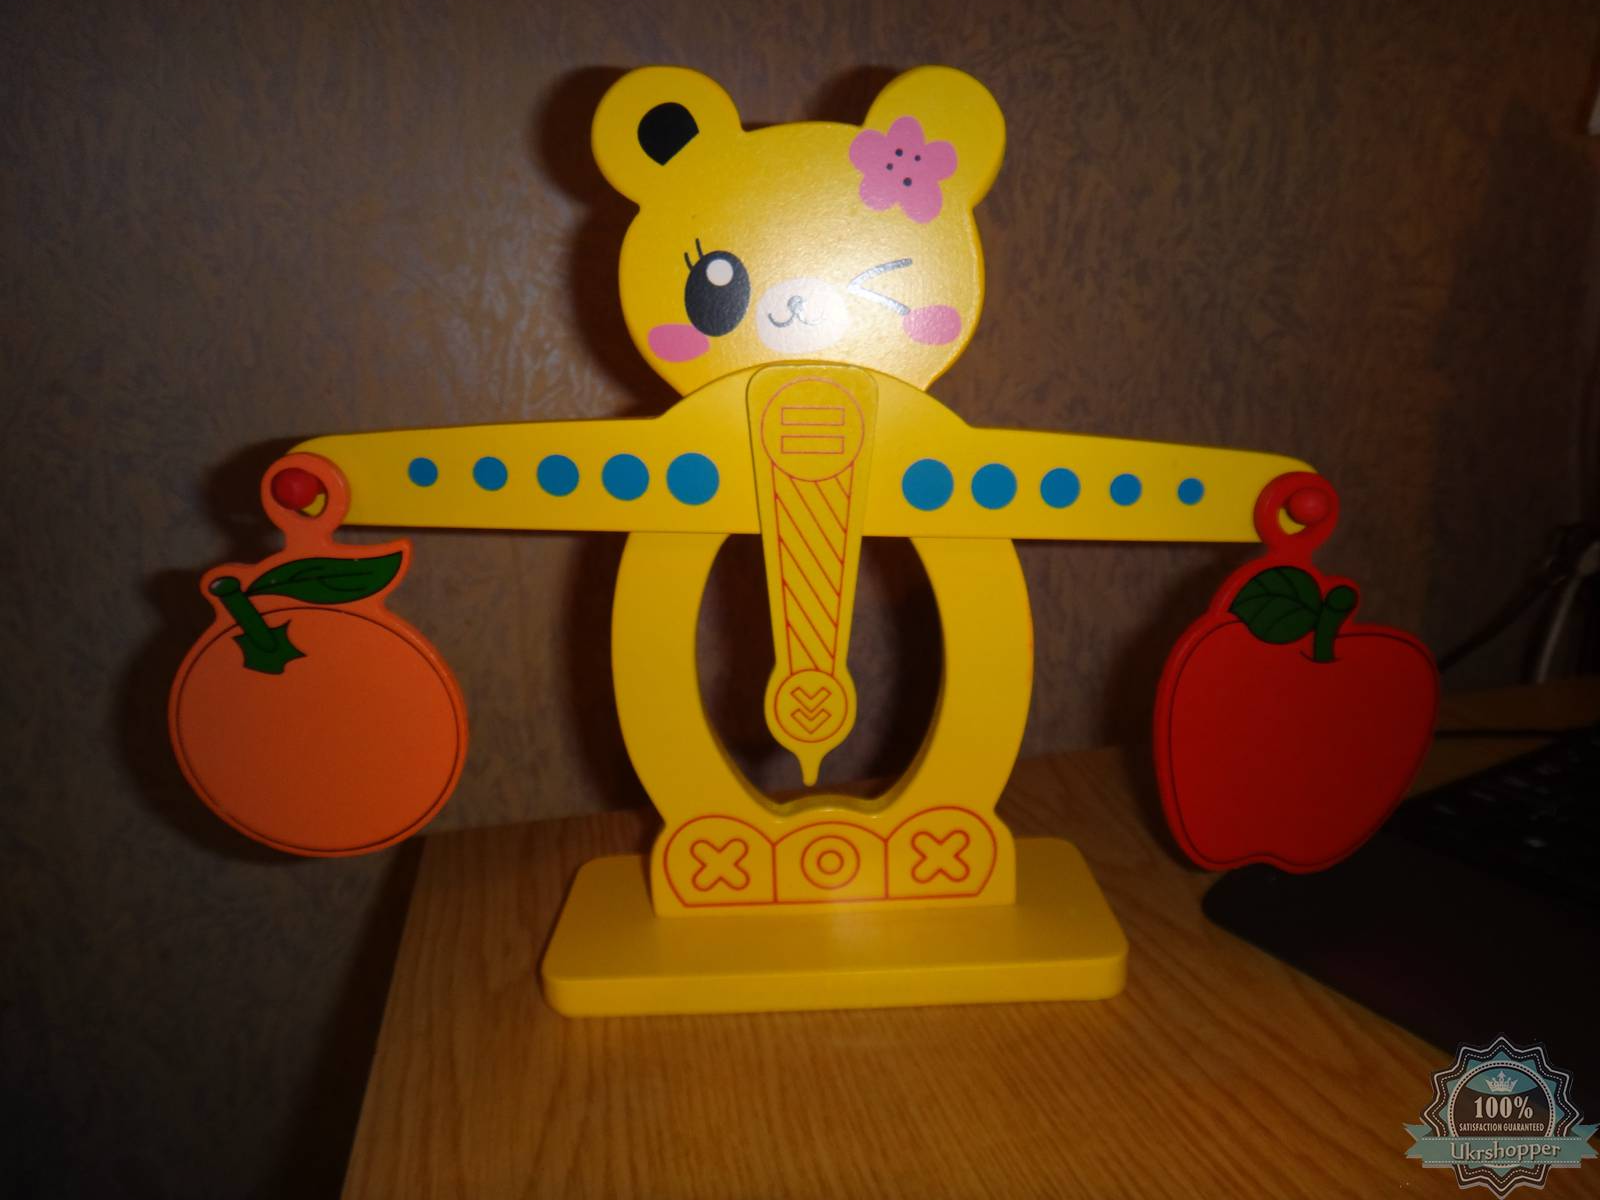 100%
SATISFACTION GUARANTEED
Ukrshopper